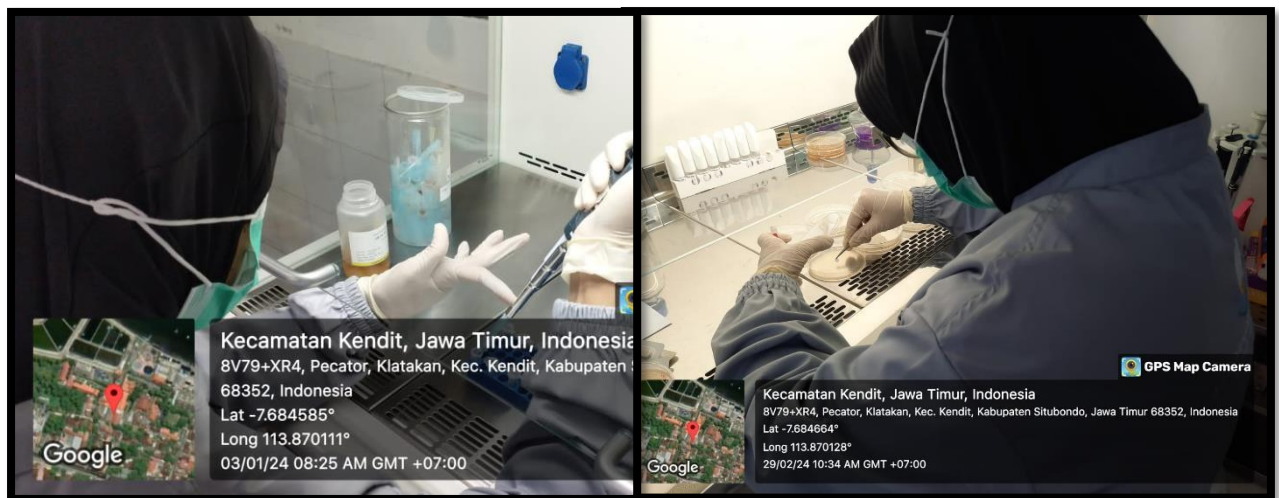 Kecamatan Kendit, Jawa Timur, Indonesia
8V79+XR4, Pecator, Klatakan, Kec. Kendit, Kabupaten
68352, Indonesia
Lat -7.684585°
Long 113.870111°
03/01/24 08:25 AM GMT +07:00
Google
GPS Map Camera
Kecamatan Kendit, Jawa Timur, Indonesia
8V79+XR4, Pecator, Klatakan, Kec. Kendit, Kabupaten Situbondo, Jawa Timur 68352, Indonesia
Lat -7.684664°
Long 113.870128°
29/02/24 10:34 AM GMT +07:00
Google